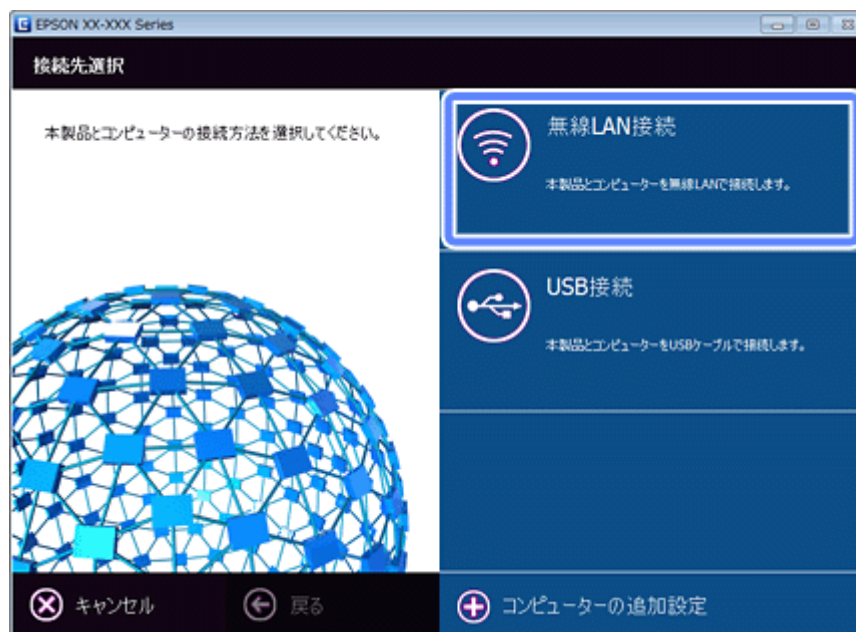 EPSON XX-XXX Series
接続先選択
本製品とコンピューターの接続方法を選択してください。
無線LAN接続
本製品とコンピューターを無線LANで接続します。
USB接続
本製品とコンピューターをUSBケーブルで接続します。
キャンセル
戻る
コンピューターの追加設定